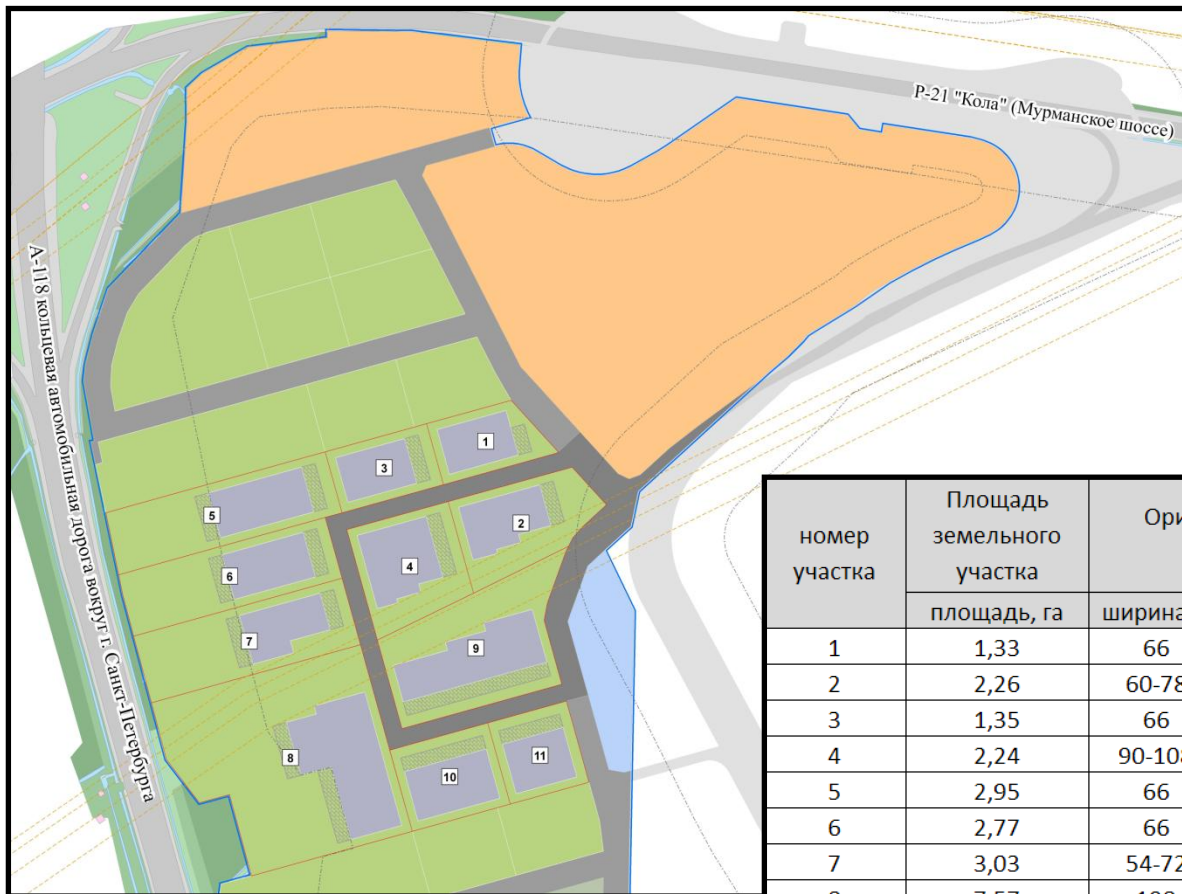 Р-21 "Кола" (Мурманское шоссе)
А-118 кольцевая автомобильная дорога вокруг г. Санкт-Петербурга
1
3
2
5
4
6
7
9
8
11
10
номер участка
Площадь земельного участка
Ори
площадь, га
ширина
1 1,33 66
2 2,26 60-78
3 1,35 66
4 2,24 90-108
5 2,95 66
6 2,77 66
7 3,03 54-72